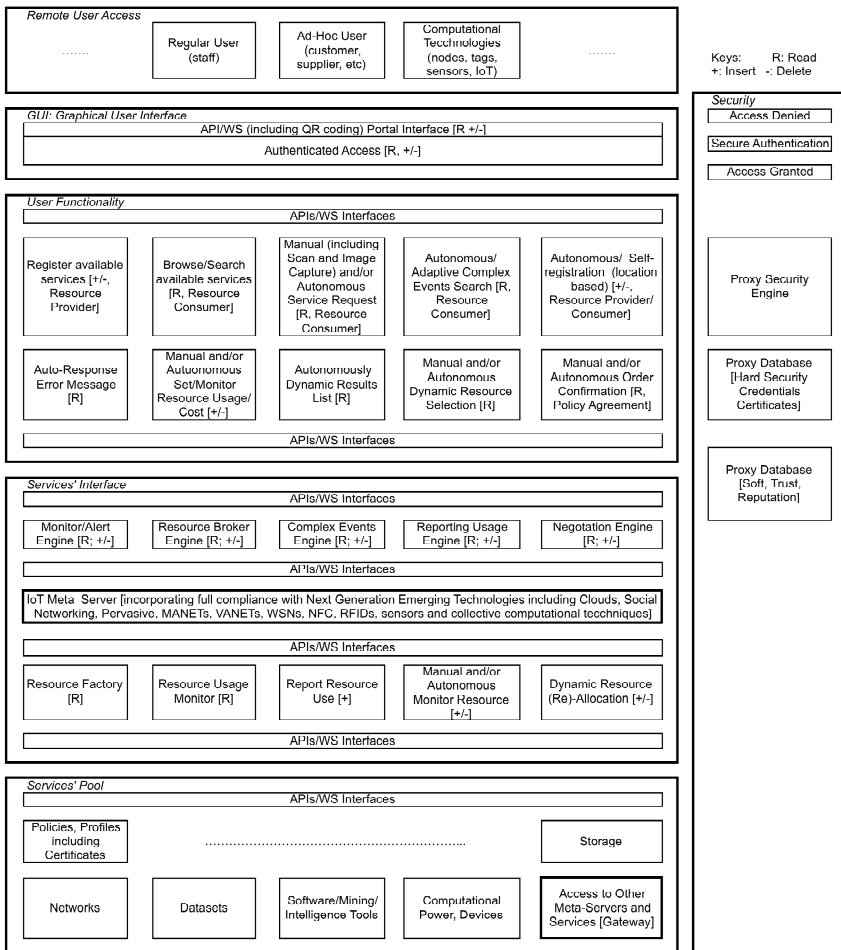 Remote User Access
.......
Regular User
(staff)
Ad-Hoc User
(customer,
supplier, etc)
Computational
Tecchnologies
(nodes, tags,
sensors, IoT)
.......
Keys: R: Read
+: Insert -: Delete
GUI: Graphical User Interface
API/WS (including QR coding) Portal Interface [R +/-]
Authenticated Access [R, +/-]
User Functionality
APIs/WS Interfaces
Register available
services [+/-,
Resource
Provider]
Browse/Search
available services
[R, Resource
Consumer]
Manual (including
Scan and Image
Capture) and/or
Autonomous
Service Request
[R, Resource
Consumer]
Autonomous/
Adaptive Complex
Events Search [R,
Resource
Consumer]
Autonomous/ Self-
registration (location
based) [+/-,
Resource Provider/
Consumer]
Auto-Response
Error Message
[R]
Manual and/or
Autuonomous
Set/Monitor
Resource Usage/
Cost [+/-]
Autonomously
Dynamic Results
List [R]
Manual and/or
Autonomous
Dynamic Resource
Selection [R]
Manual and/or
Autonomous Order
Confirmation [R,
Policy Agreement]
APIs/WS Interfaces
Services' Interface
APIs/WS Interfaces
Monitor/Alert
Engine [R; +/-]
Resource Broker
Engine [R; +/-]
Complex Events
Engine [R; +/-]
Reporting Usage
Engine [R; +/-]
Negotation Engine
[R; +/-]
APIs/WS Interfaces
IoT Meta Server [incorporating full compliance with Next Generation Emerging Technologies including Clouds, Social
Networking, Pervasive, MANETs, VANETs, WSNs, NFC, RFIDs, sensors and collective computational tecchniques]
APIs/WS Interfaces
Resource Factory
[R]
Resource Usage
Monitor [R]
Report Resource
Use [+]
Manual and/or
Autonomous
Monitor Resource
[+/-]
Dynamic Resource
(Re)-Allocation [+/-]
APIs/WS Interfaces
Services' Pool
APIs/WS Interfaces
Policies, Profiles
including
Certificates
................................................................
Storage
Networks
Datasets
Software/Mining/
Intelligence Tools
Computational
Power, Devices
Access to Other
Meta-Servers and
Services [Gateway]
Security
Access Denied
Secure Authentication
Access Granted
Proxy Security
Engine
Proxy Database
[Hard Security
Credentials
Certificates]
Proxy Database
[Soft, Trust,
Reputation]